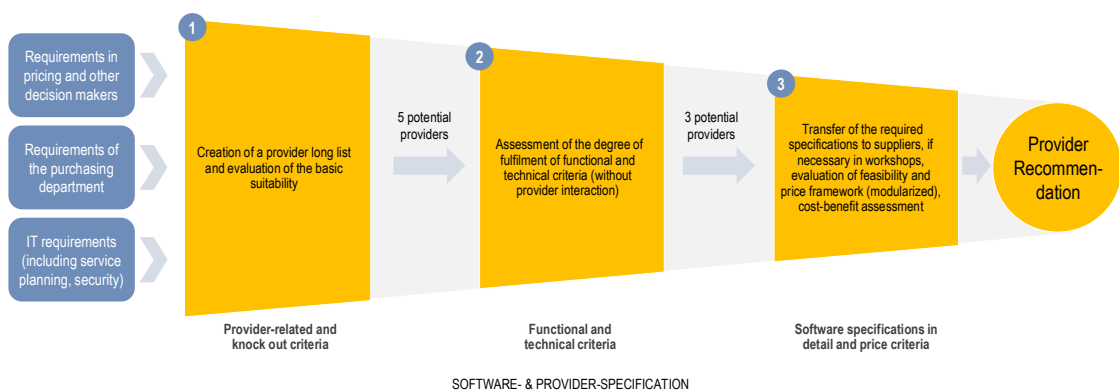 Requirements in
pricing and other
decision makers
Requirements of
the purchasing
department
IT requirements
(including service
planning, security)
1
Creation of a provider long list
and evaluation of the basic
suitability
Provider-related and
knock out criteria
5 potential
providers
2
Assessment of the degree of
fulfilment of functional and
technical criteria (without
provider interaction)
Functional and
technical criteria
3 potential
providers
3
Transfer of the required
specifications to suppliers, if
necessary in workshops,
evaluation of feasibility and
price framework (modularized),
cost-benefit assessment
Software specifications in
detail and price criteria
Provider
Recommen-
dation
SOFTWARE- & PROVIDER-SPECIFICATION